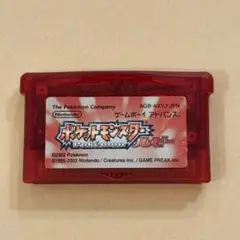 The Pokémon Company
AGB-AXVJ-JPN
Nintendo
ゲームボーイ アドバンス
ポケットモンスター
ルビー
©2002 Pokémon
©1995-2002 Nintendo / Creatures inc. / GAME FREAK inc.